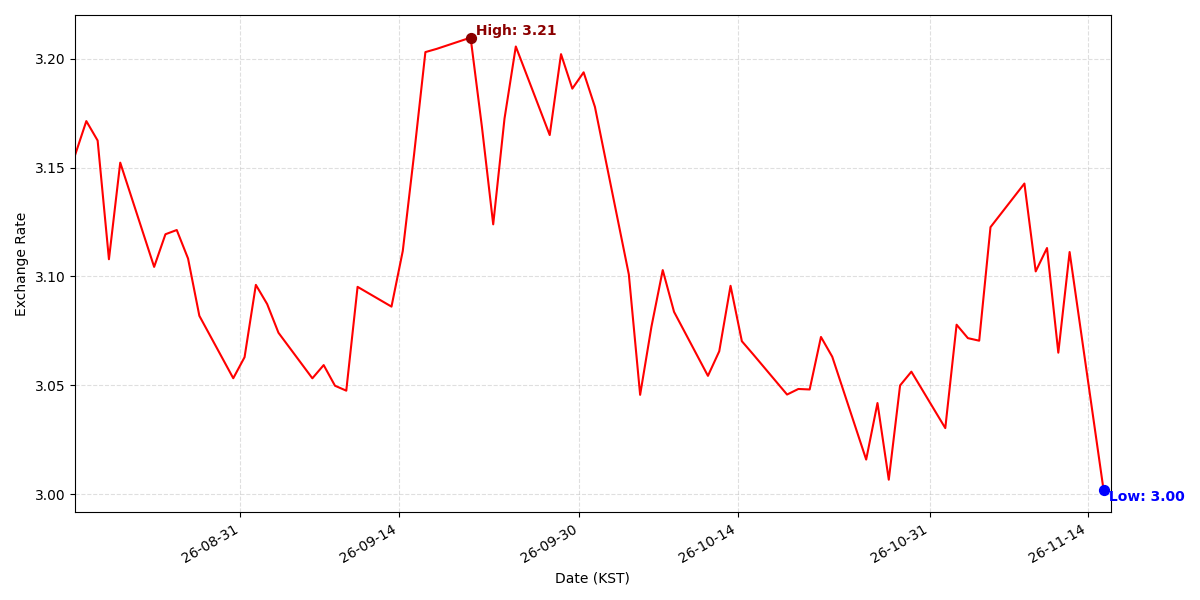 High: 3.21
3.20
3.15
3.10
3.05
3.00
Exchange Rate
Low: 3.00
26-08-31
26-09-14
26-09-30
26-10-14
26-10-31
26-11-14
Date (KST)